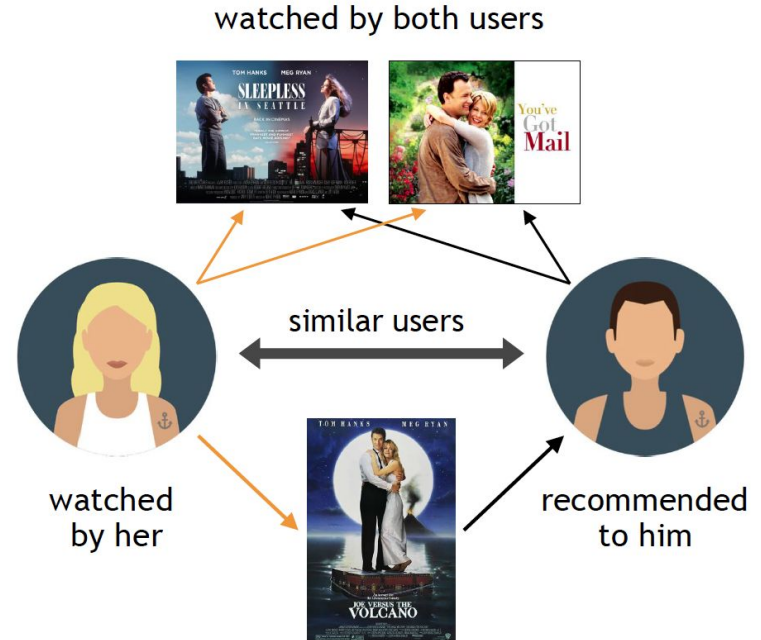 watched by both users
TOM HANKS MEG RYAN
SLEEPLESS
IN SEATTLE
You've
Got
Mail
similar users
TOM HANKS MEG RYAN
watched
by her
recommended
to him
JOE VERSUS THE
VOLCANO